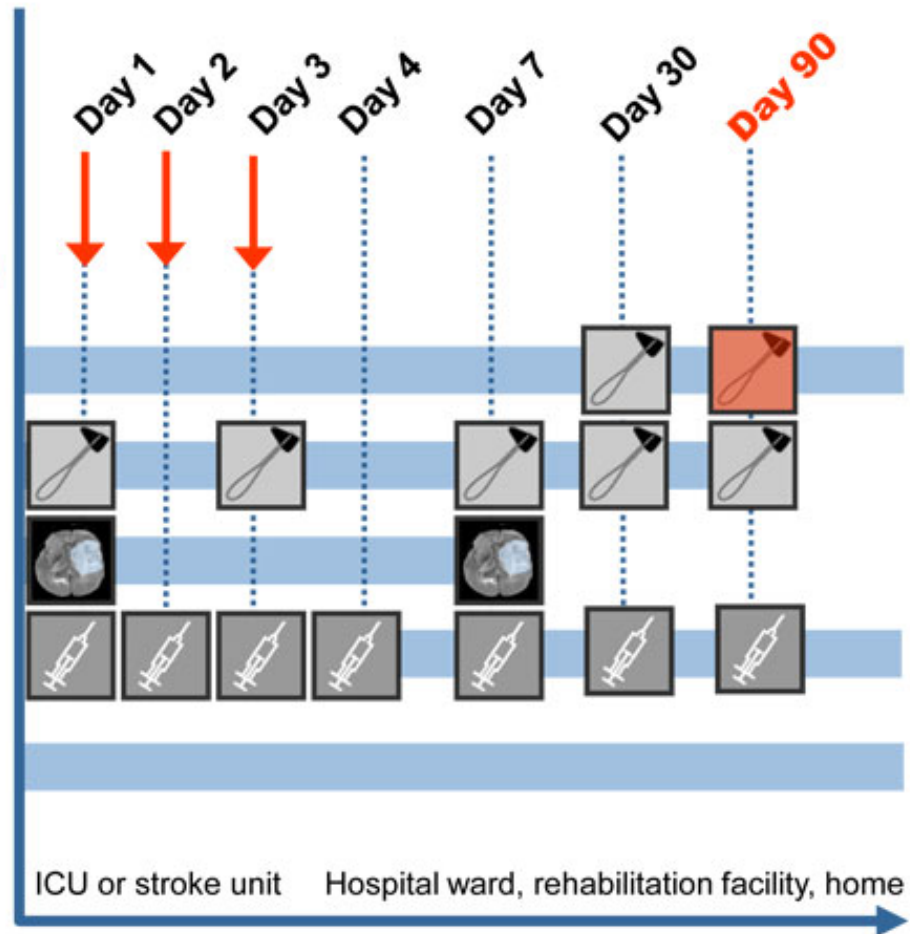 Day 1
Day 2
Day 3
Day 4
Day 7
Day 30
Day 90
ICU or stroke unit
Hospital ward, rehabilitation facility, home